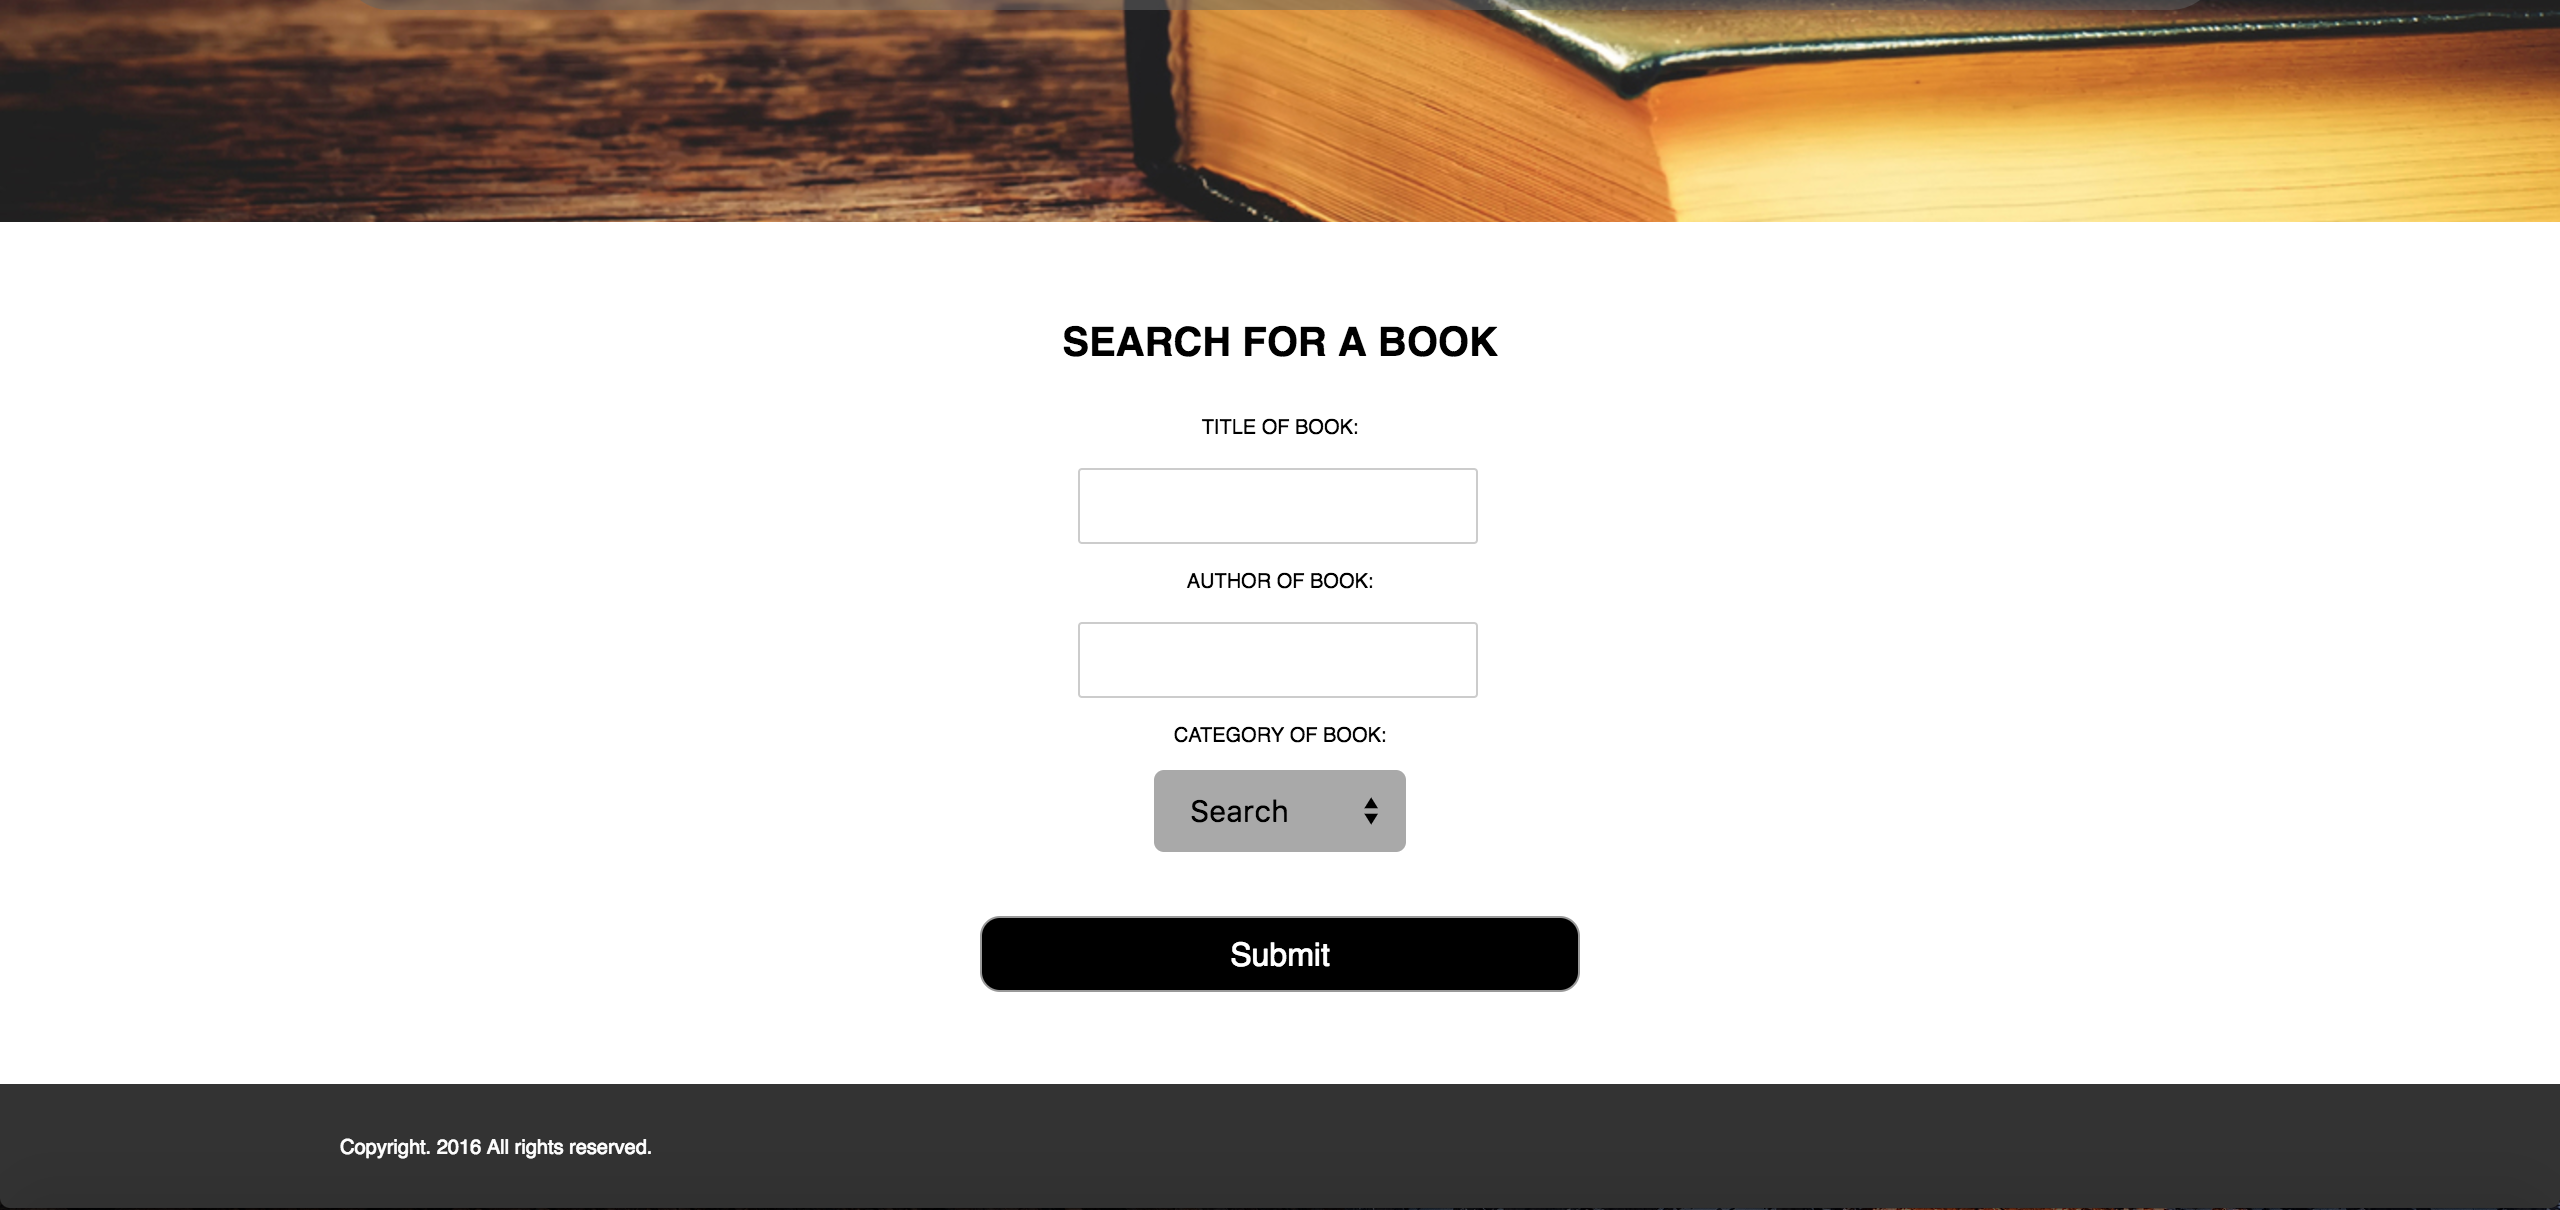 SEARCH FOR A BOOK
TITLE OF BOOK:
AUTHOR OF BOOK:
CATEGORY OF BOOK:
Search
Submit
Copyright. 2016 All rights reserved.